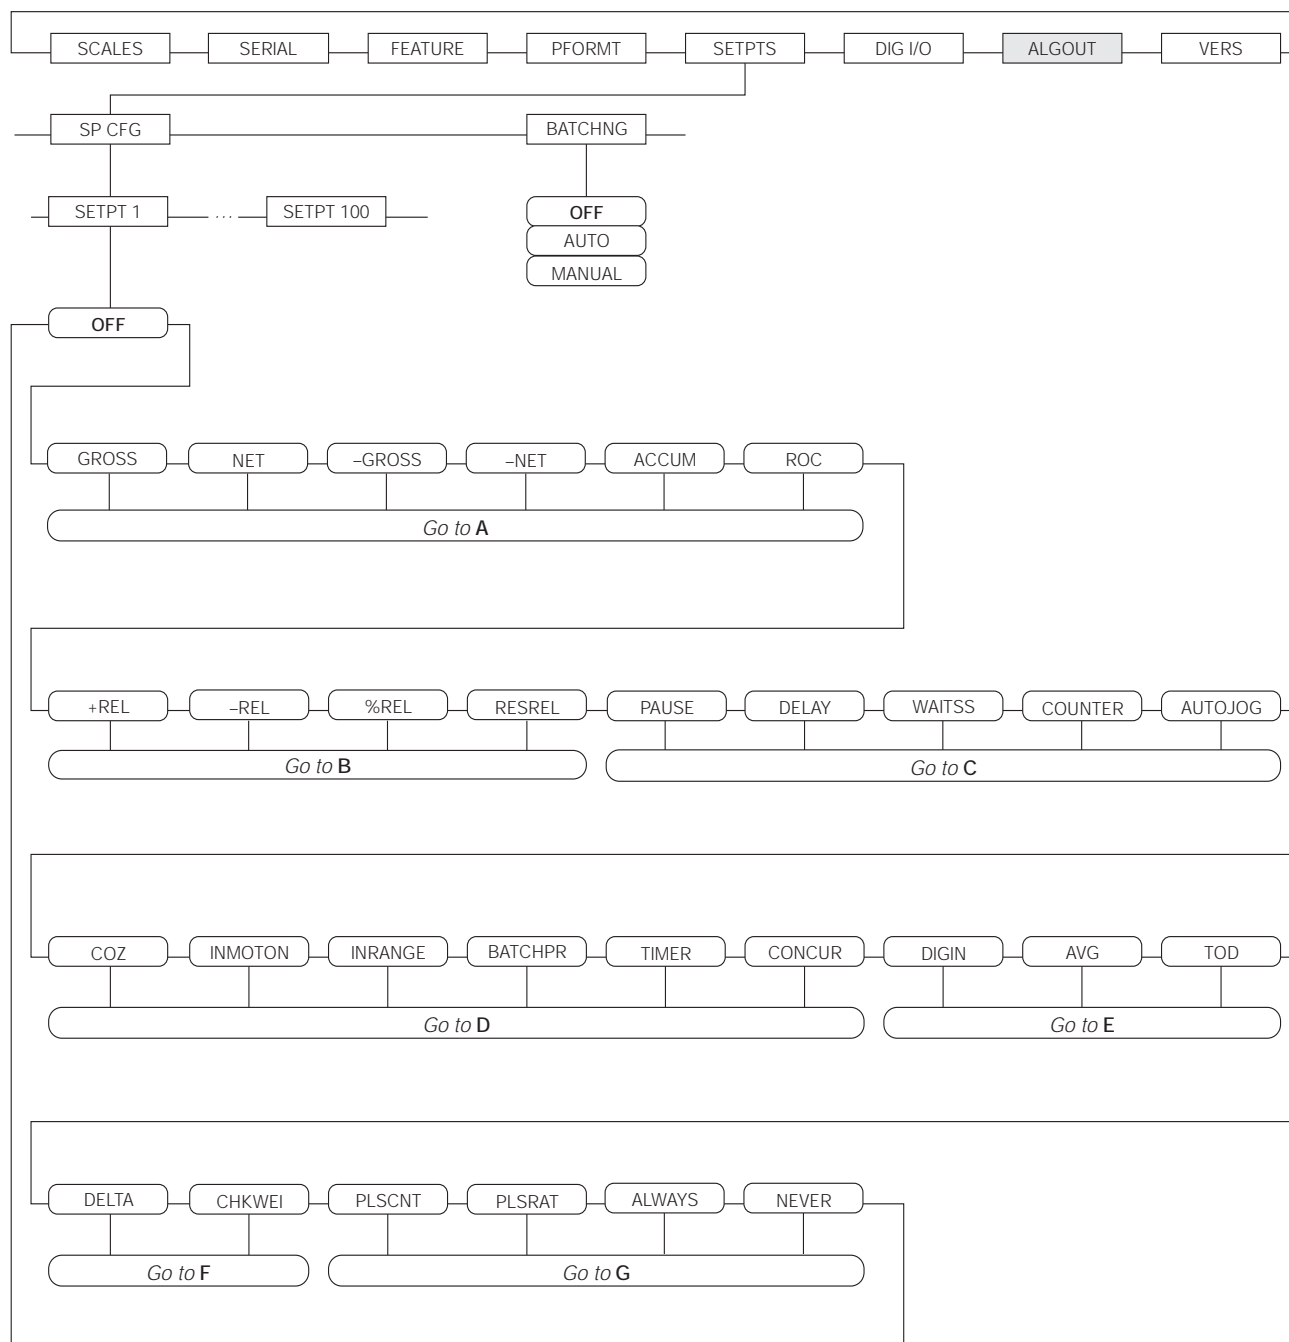 SCALES SERIAL FEATURE PFORMT SETPTS DIG I/O ALGOUT VERS
SP CFG BATCHNG
SETPT 1 ... SETPT 100 OFF
AUTO
MANUAL
OFF
GROSS NET –GROSS –NET ACCUM ROC
Go to A
+REL –REL %REL RESREL PAUSE DELAY WAITSS COUNTER AUTOJOG
Go to B Go to C
COZ INMOTON INRANGE BATCHPR TIMER CONCUR DIGIN AVG TOD
Go to D Go to E
DELTA CHKWEI PLSCNT PLSRAT ALWAYS NEVER
Go to F Go to G